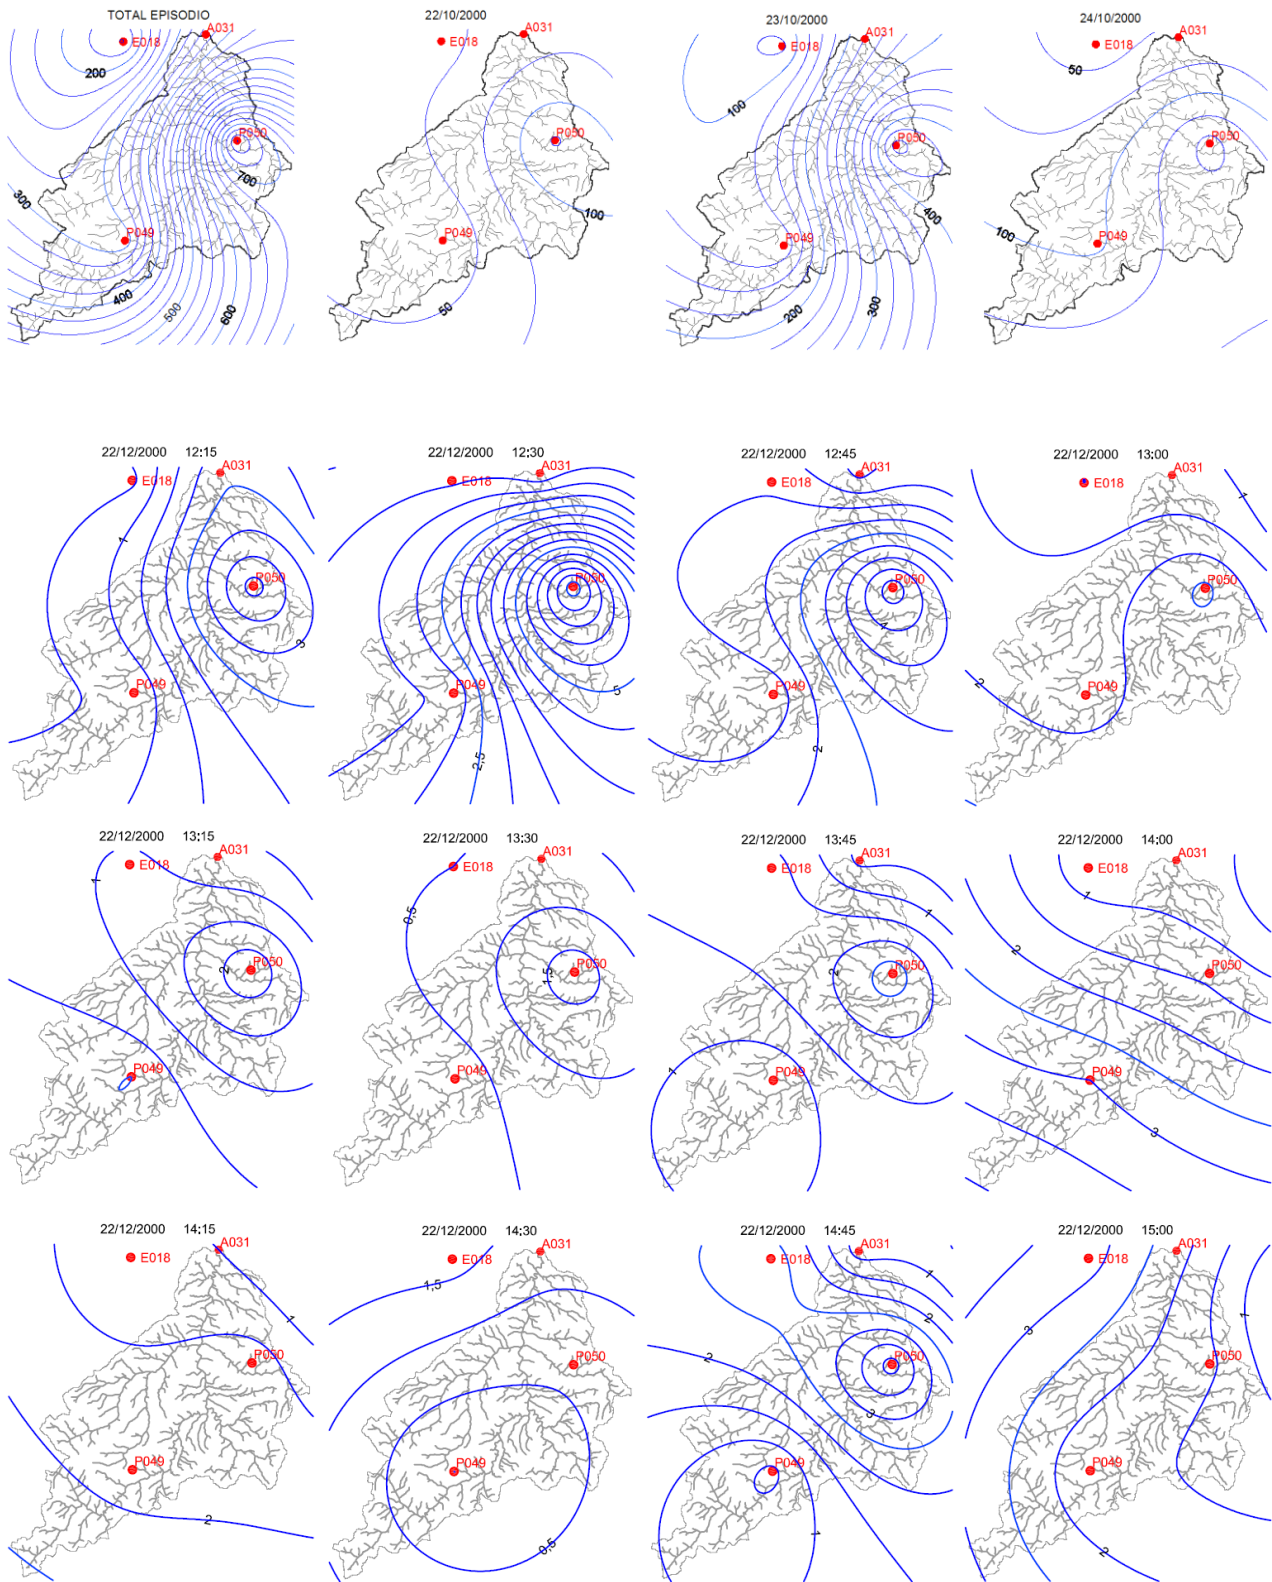 TOTAL EPISODIO
E018
A031
200
P050
700
300
P049
400
500
600
22/10/2000
E018
A031
P050
100
P049
50
23/10/2000
E018
A031
100
P050
400
P049
200
300
24/10/2000
E018
A031
50
P050
100
P049
22/12/2000 12:15
E018
A031
1
P050
3
P049
22/12/2000 12:30
E018
A031
P050
5
P049
2,5
22/12/2000 12:45
E018
A031
P050
4
P049
2
22/12/2000 13:00
E018
A031
1
P050
2
P049
22/12/2000 13:15
E018
A031
1
P050
2
P049
22/12/2000 13:30
E018
A031
0,5
P050
1,5
P049
22/12/2000 13:45
E018
A031
1
P050
2
1
P049
22/12/2000 14:00
E018
A031
1
2
P050
P049
3
22/12/2000 14:15
E018
A031
1
P050
P049
2
22/12/2000 14:30
E018
A031
1,5
P050
P049
0,5
22/12/2000 14:45
E018
A031
1
2
2
P050
3
P049
1
22/12/2000 15:00
E018
A031
3
1
P050
P049
2